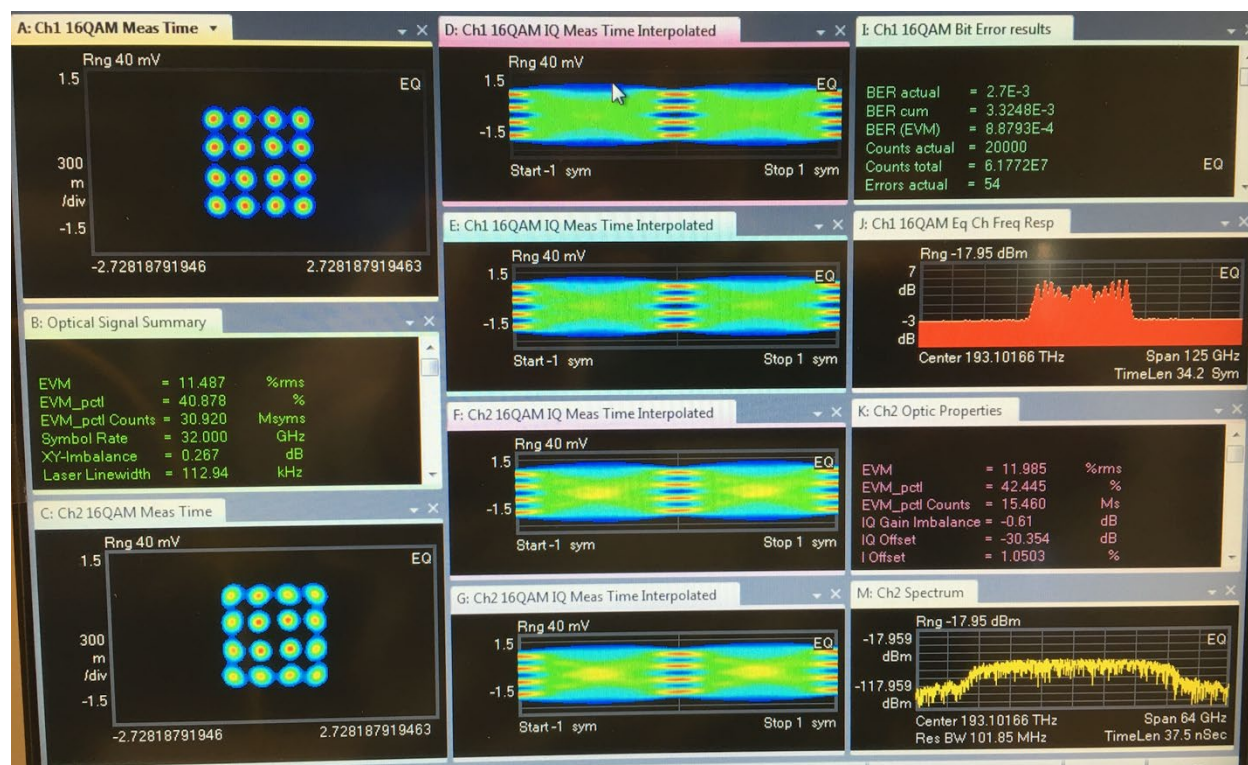 A: Ch1 16QAM Meas Time
Rng 40 mV
1.5
EQ
300
m
/div
-1.5
-2.72818791946 2.728187919463
B: Optical Signal Summary
EVM = 11.487 %rms
EVM_pctl = 40.878 %
EVM_pctl Counts = 30.920 Msyms
Symbol Rate = 32.000 GHz
XY-Imbalance = 0.267 dB
Laser Linewidth = 112.94 kHz
C: Ch2 16QAM Meas Time
Rng 40 mV
1.5
EQ
300
m
/div
-1.5
-2.72818791946 2.728187919463
D: Ch1 16QAM IQ Meas Time Interpolated
Rng 40 mV
1.5
EQ
-1.5
Start -1 sym Stop 1 sym
E: Ch1 16QAM IQ Meas Time Interpolated
Rng 40 mV
1.5
EQ
-1.5
Start -1 sym Stop 1 sym
F: Ch2 16QAM IQ Meas Time Interpolated
Rng 40 mV
1.5
EQ
-1.5
Start -1 sym Stop 1 sym
G: Ch2 16QAM IQ Meas Time Interpolated
Rng 40 mV
1.5
EQ
-1.5
Start -1 sym Stop 1 sym
I: Ch1 16QAM Bit Error results
BER actual = 2.7E-3
BER cum = 3.3248E-3
BER (EVM) = 8.8793E-4
Counts actual = 20000
Counts total = 6.1772E7
EQ
Errors actual = 54
J: Ch1 16QAM Eq Ch Freq Resp
Rng -17.95 dBm
7
EQ
dB
-3
dB
Center 193.10166 THz Span 125 GHz
TimeLen 34.2 Sym
K: Ch2 Optic Properties
EVM = 11.985 %rms
EVM_pctl = 42.445 %
EVM_pctl Counts = 15.460 Ms
IQ Gain Imbalance = -0.61 dB
IQ Offset = -30.354 dB
I Offset = 1.0503 %
M: Ch2 Spectrum
Rng -17.95 dBm
-17.959
EQ
dBm
-117.959
dBm
Center 193.10166 THz Span 64 GHz
Res BW 101.85 MHz TimeLen 37.5 nSec